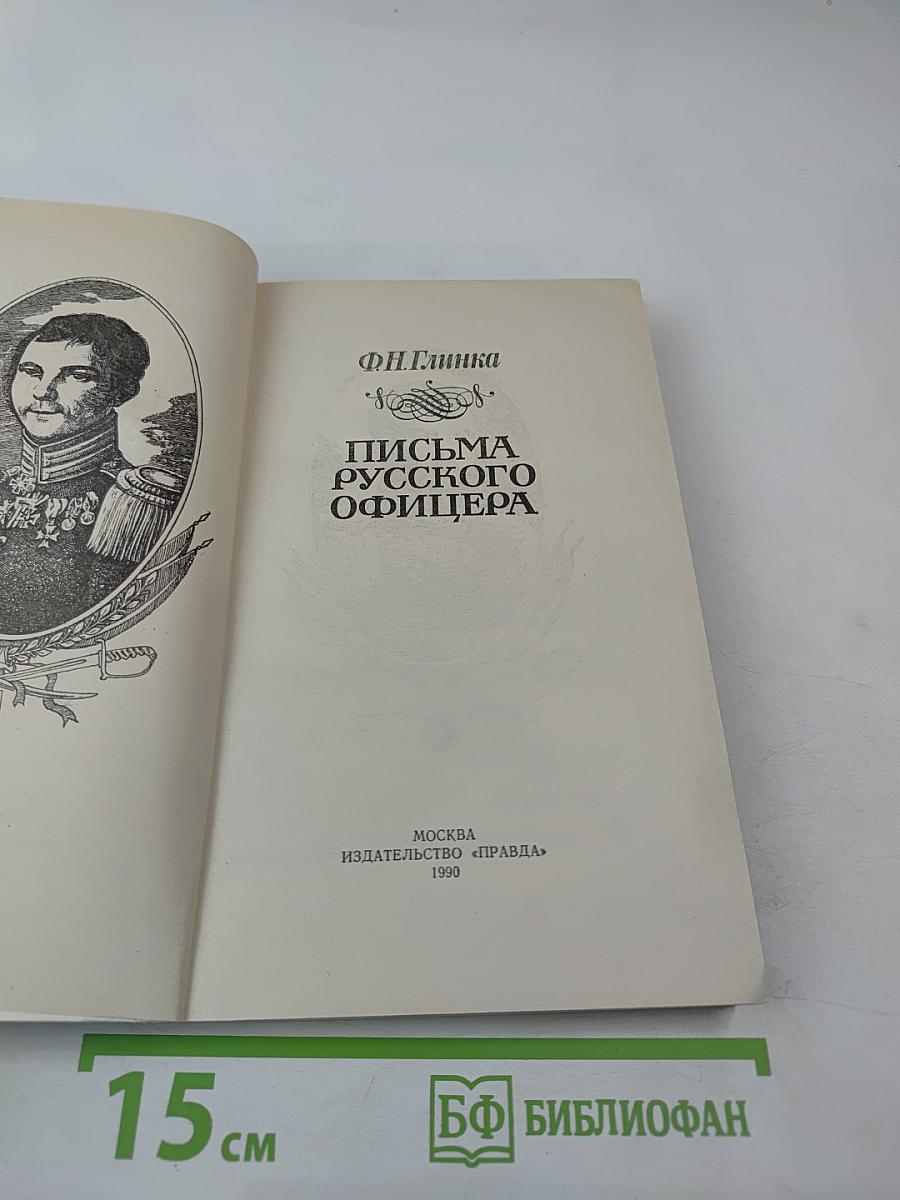 Ф.Н.Глинка
ПИСЬМА
РУССКОГО
ОФИЦЕРА
МОСКВА
ИЗДАТЕЛЬСТВО «ПРАВДА»
1990
15 см
БФ БИБЛИОФАН